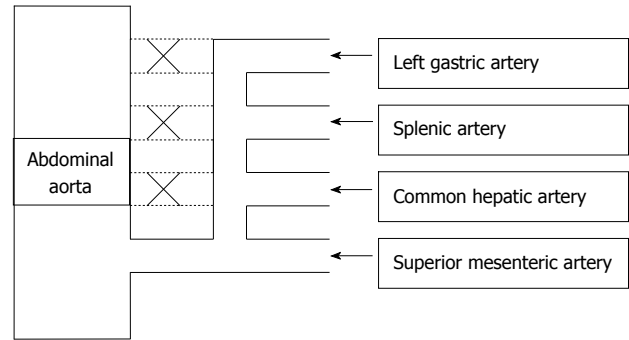 Left gastric artery
Splenic artery
Abdominal
aorta
Common hepatic artery
Superior mesenteric artery